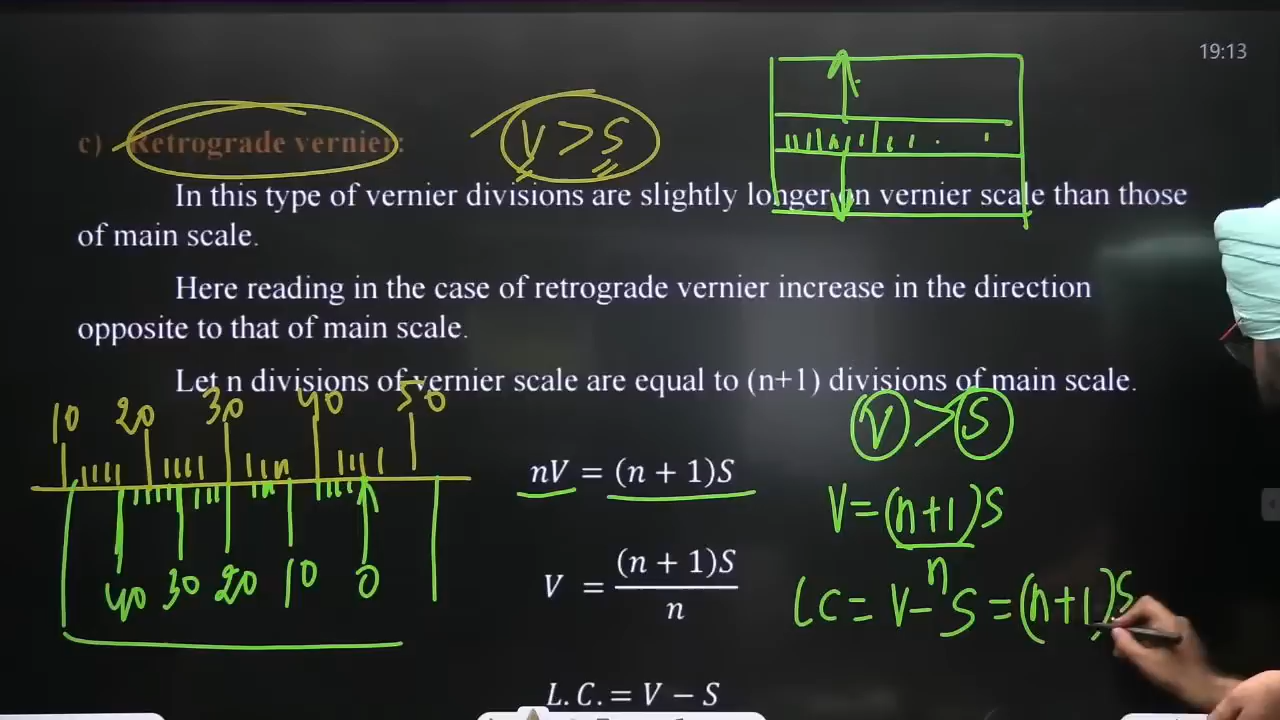 19:13
c) Retrograde vernier:
V > S
In this type of vernier divisions are slightly longer on vernier scale than those
of main scale.
Here reading in the case of retrograde vernier increase in the direction
opposite to that of main scale.
Let n divisions of vernier scale are equal to (n+1) divisions of main scale.
10 20 30 40 50
40 30 20 10 0
nV = (n + 1)S
V = (n + 1)S / n
L.C.= V − S
V > S
V = (n+1)S / n
LC = V-S = (n+1)S